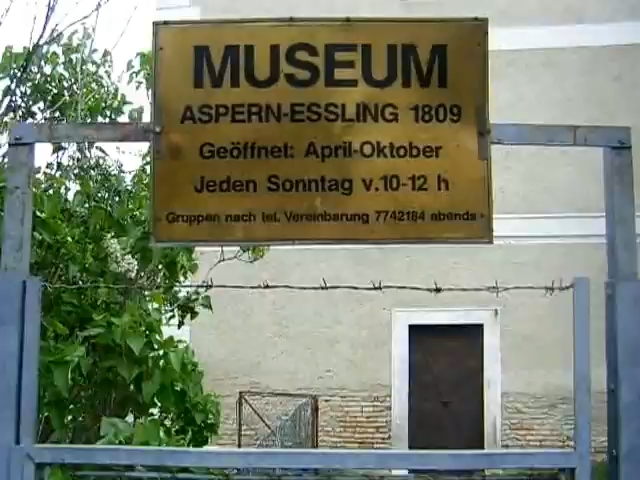 MUSEUM
ASPERN-ESSLING 1809
Geöffnet: April-Oktober
Jeden Sonntag v.10-12 h
Gruppen nach tel. Vereinbarung 7742184 abends